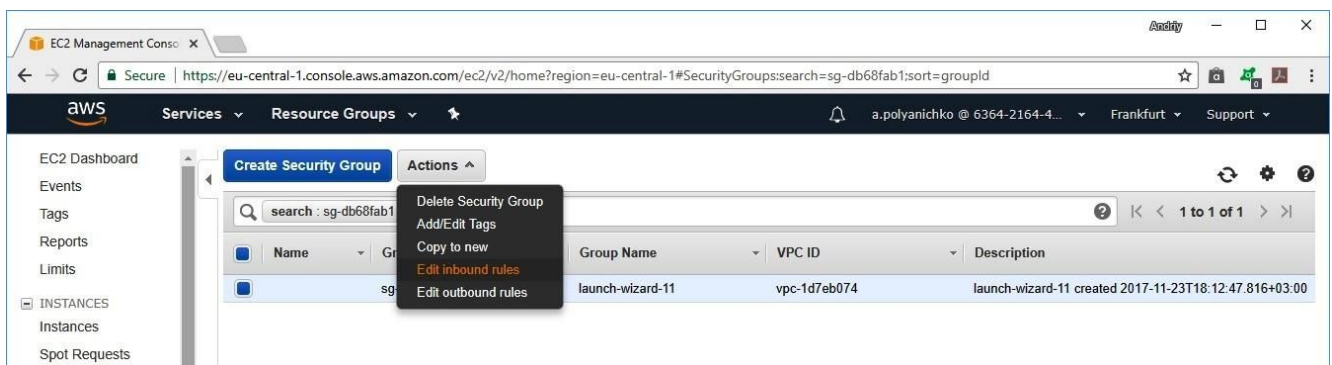 Andriy
EC2 Management Conso
Secure | https://eu-central-1.console.aws.amazon.com/ec2/v2/home?region=eu-central-1#SecurityGroups:search=sg-db68fab1;sort=groupId
aws Services Resource Groups a.polyanichko @ 6364-2164-4... Frankfurt Support
EC2 Dashboard
Events
Tags
Reports
Limits
INSTANCES
Instances
Spot Requests
Create Security Group Actions
Delete Security Group
Add/Edit Tags
Copy to new
Edit inbound rules
Edit outbound rules
search : sg-db68fab1 1 to 1 of 1
Name Gr Group Name VPC ID Description
sg- launch-wizard-11 vpc-1d7eb074 launch-wizard-11 created 2017-11-23T18:12:47.816+03:00